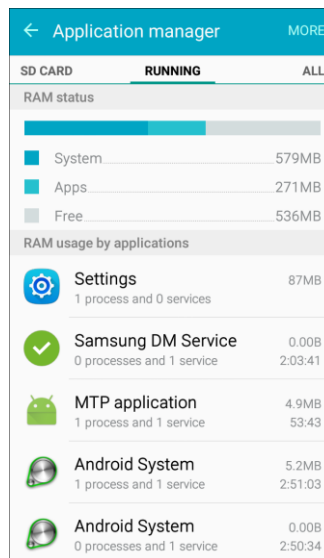 ← Application manager MORE
SD CARD RUNNING ALL
RAM status
System 579MB
Apps 271MB
Free 536MB
RAM usage by applications
Settings 87MB
1 process and 0 services
Samsung DM Service 0.00B
0 processes and 1 service 2:03:41
MTP application 4.9MB
1 process and 1 service 53:43
Android System 5.2MB
1 process and 1 service 2:51:03
Android System 0.00B
0 processes and 1 service 2:50:34